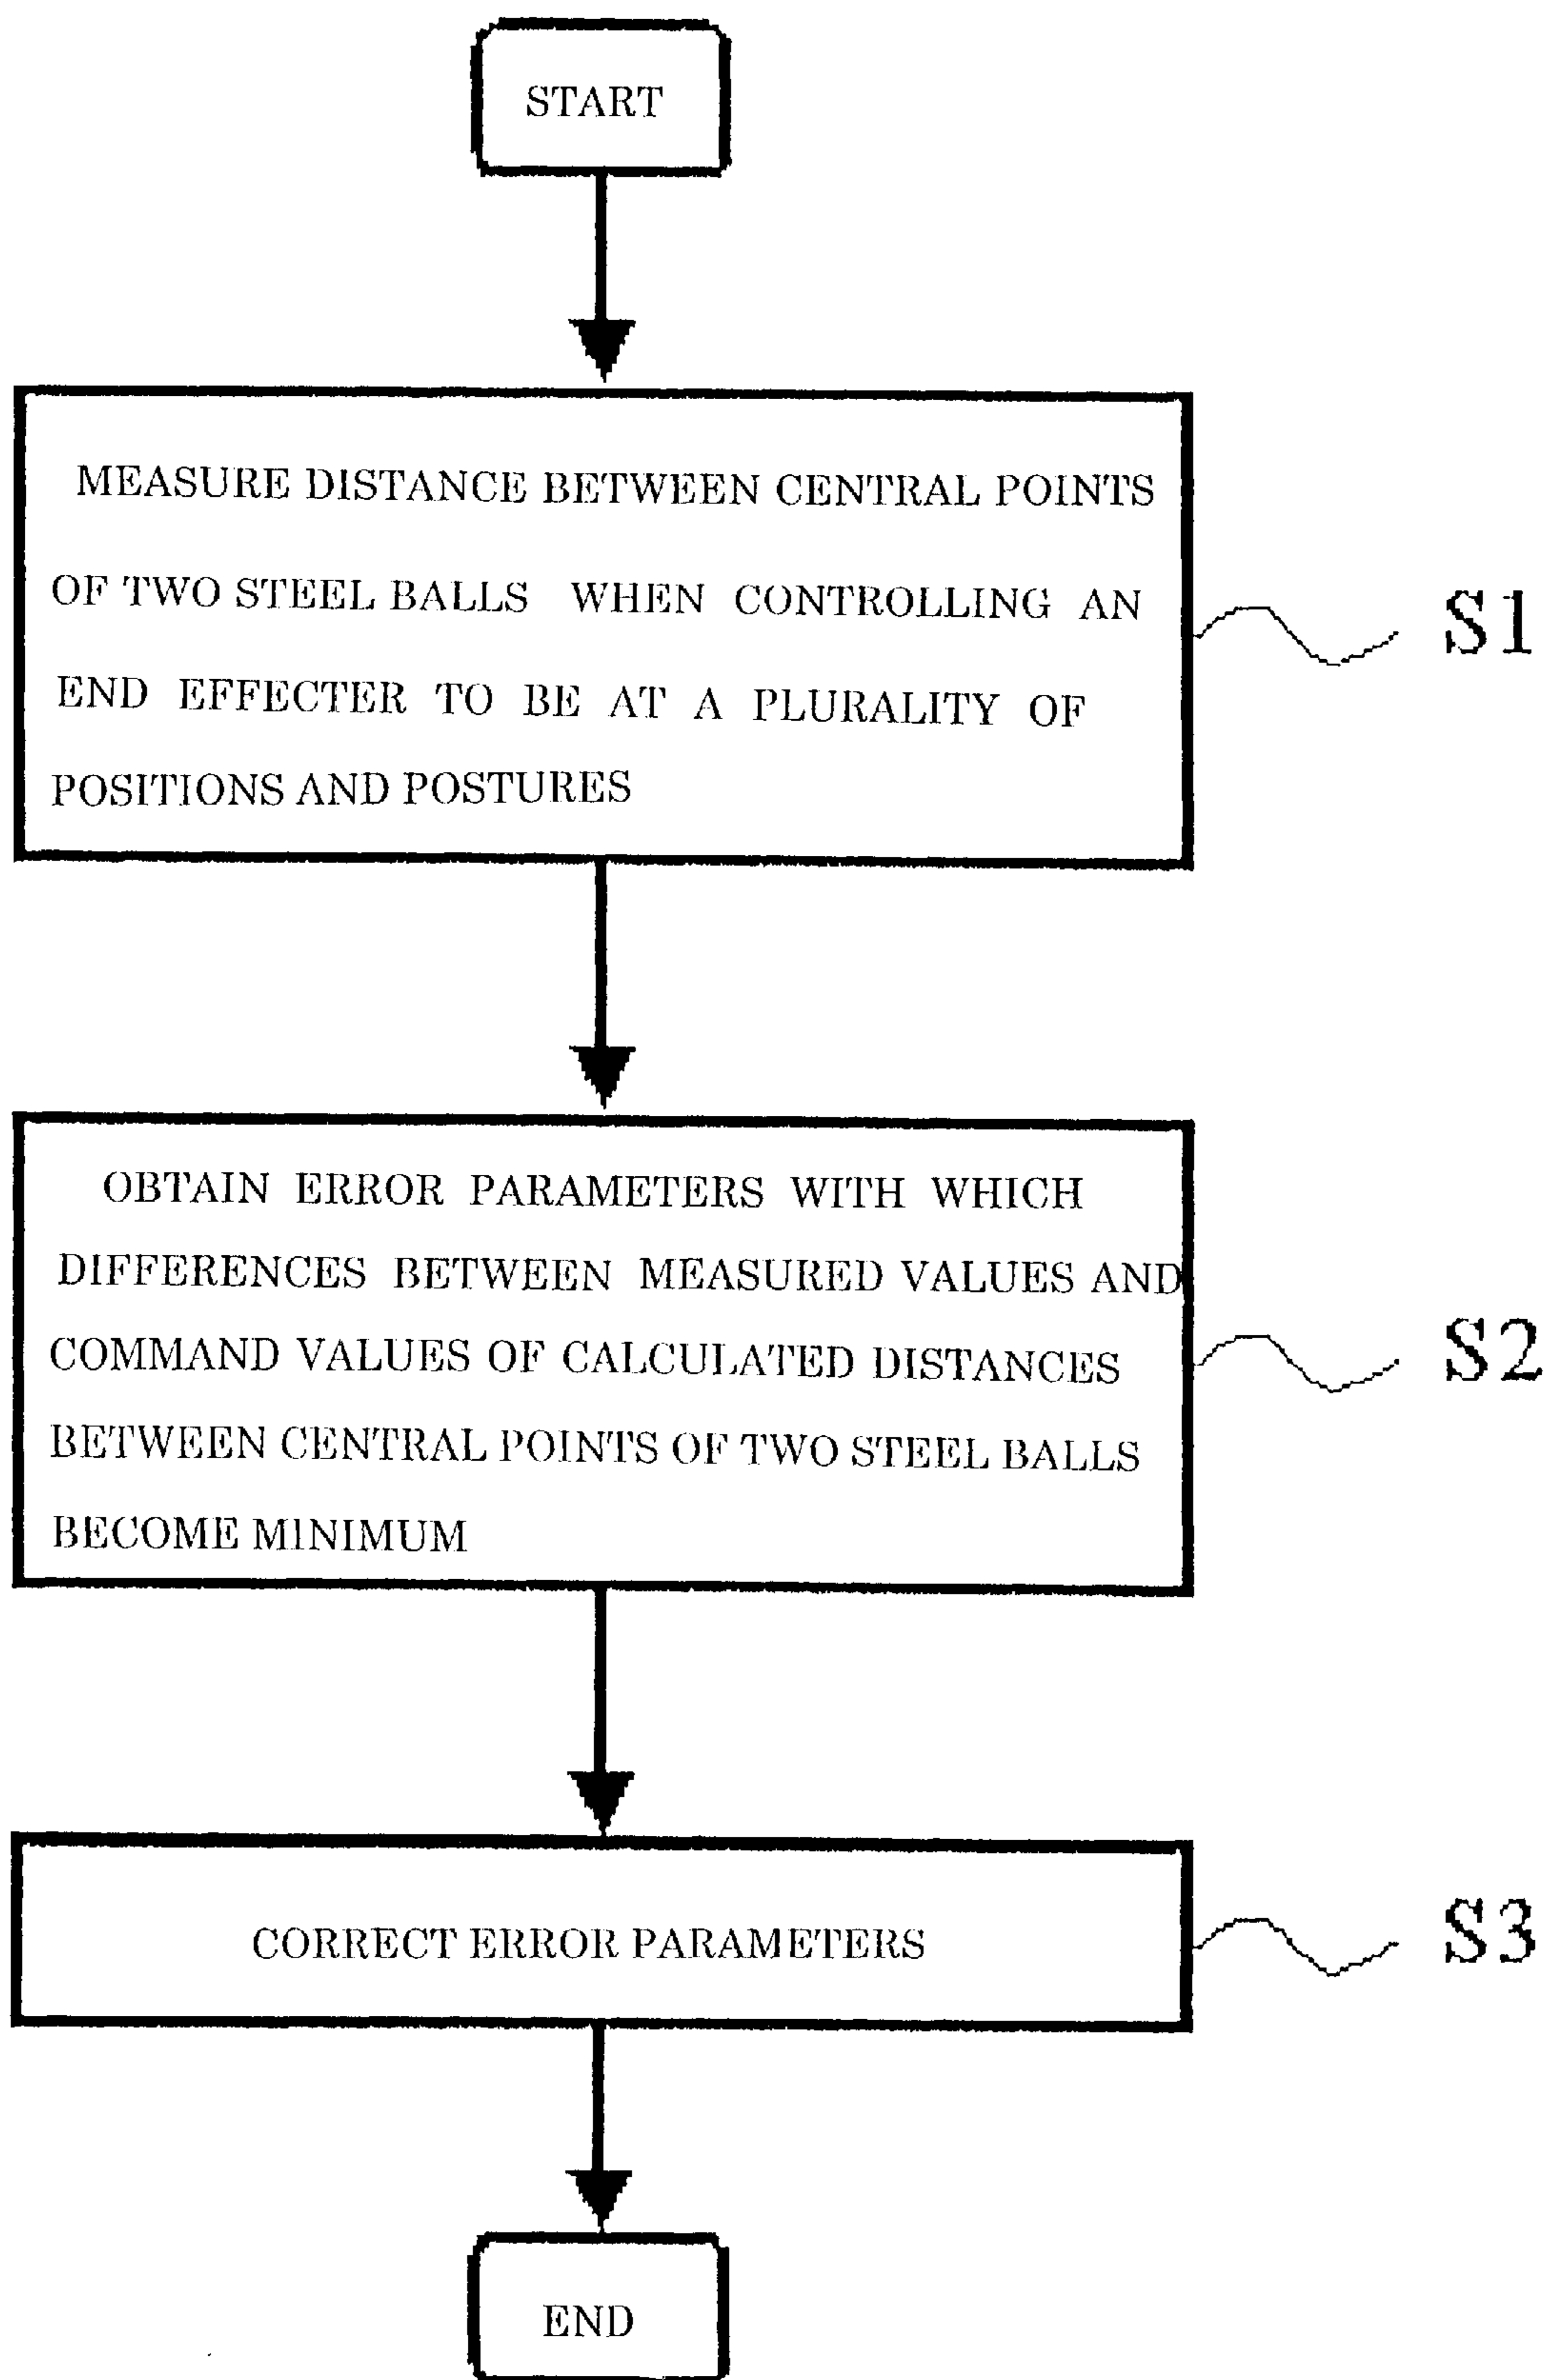 START
MEASURE DISTANCE BETWEEN CENTRAL POINTS
OF TWO STEEL BALLS WHEN CONTROLLING AN
END EFFECTER TO BE AT A PLURALITY OF
POSITIONS AND POSTURES
S1
OBTAIN ERROR PARAMETERS WITH WHICH
DIFFERENCES BETWEEN MEASURED VALUES AND
COMMAND VALUES OF CALCULATED DISTANCES
BETWEEN CENTRAL POINTS OF TWO STEEL BALLS
BECOME MINIMUM
S2
CORRECT ERROR PARAMETERS
S3
END